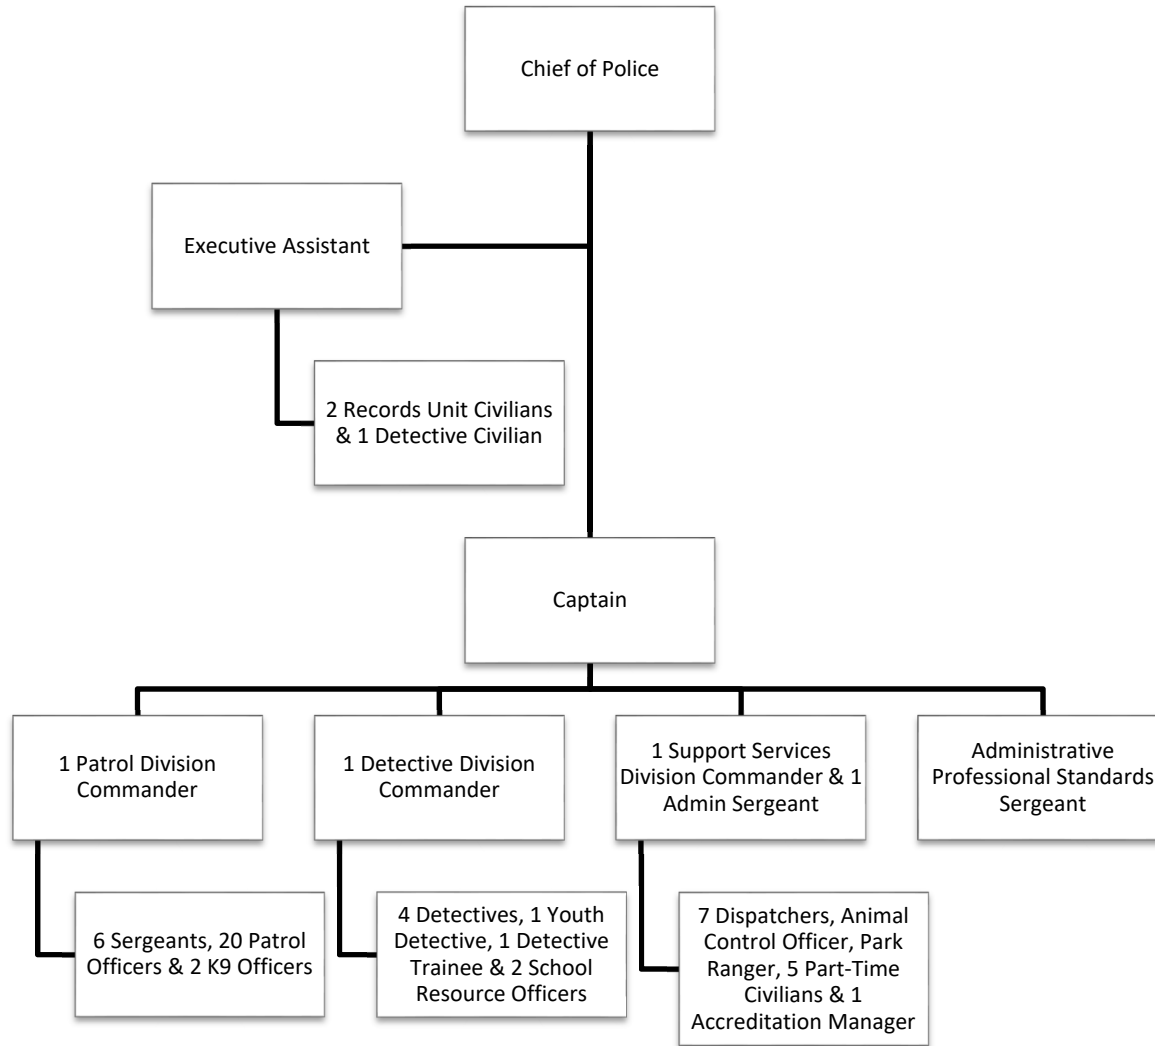 Chief of Police
Executive Assistant
2 Records Unit Civilians
& 1 Detective Civilian
Captain
1 Patrol Division
Commander
1 Detective Division
Commander
1 Support Services
Division Commander & 1
Admin Sergeant
Administrative
Professional Standards
Sergeant
6 Sergeants, 20 Patrol
Officers & 2 K9 Officers
4 Detectives, 1 Youth
Detective, 1 Detective
Trainee & 2 School
Resource Officers
7 Dispatchers, Animal
Control Officer, Park
Ranger, 5 Part-Time
Civilians & 1
Accreditation Manager